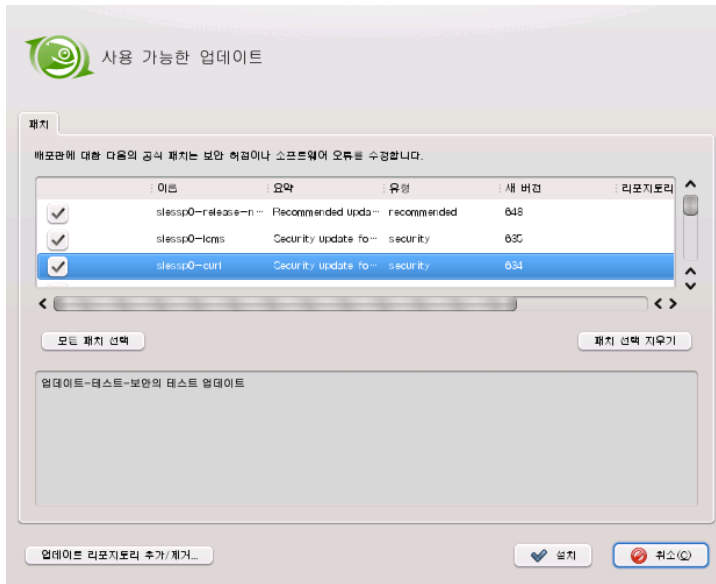 사용 가능한 업데이트
패치
배포판에 대한 다음의 공식 패치는 보안 허점이나 소프트웨어 오류를 수정합니다.
이름 요약 유형 새 버전 리포지토리
slessp0-release-n… Recommended upda… recommended 648
slessp0-lcms Security update fo… security 635
slessp0-curl Security update fo… security 634
모든 패치 선택 패치 선택 지우기
업데이트-테스트-보안의 테스트 업데이트
업데이트 리포지토리 추가/제거... 설치 취소(C)